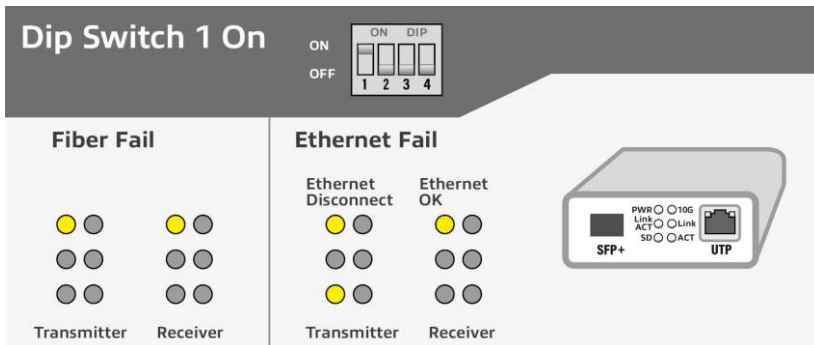 Dip Switch 1 On
ON DIP
ON
OFF
1 2 3 4
Fiber Fail
Ethernet Fail
Ethernet Disconnect
Ethernet OK
Transmitter Receiver
Transmitter Receiver
PWR 10G
Link ACT Link
SD ACT
SFP+ UTP